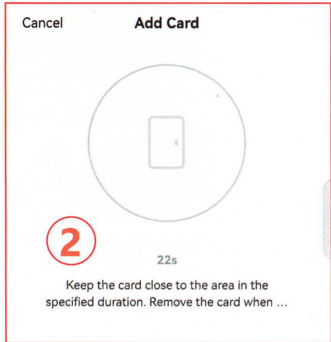 Cancel Add Card
2
22s
Keep the card close to the area in the
specified duration. Remove the card when ...